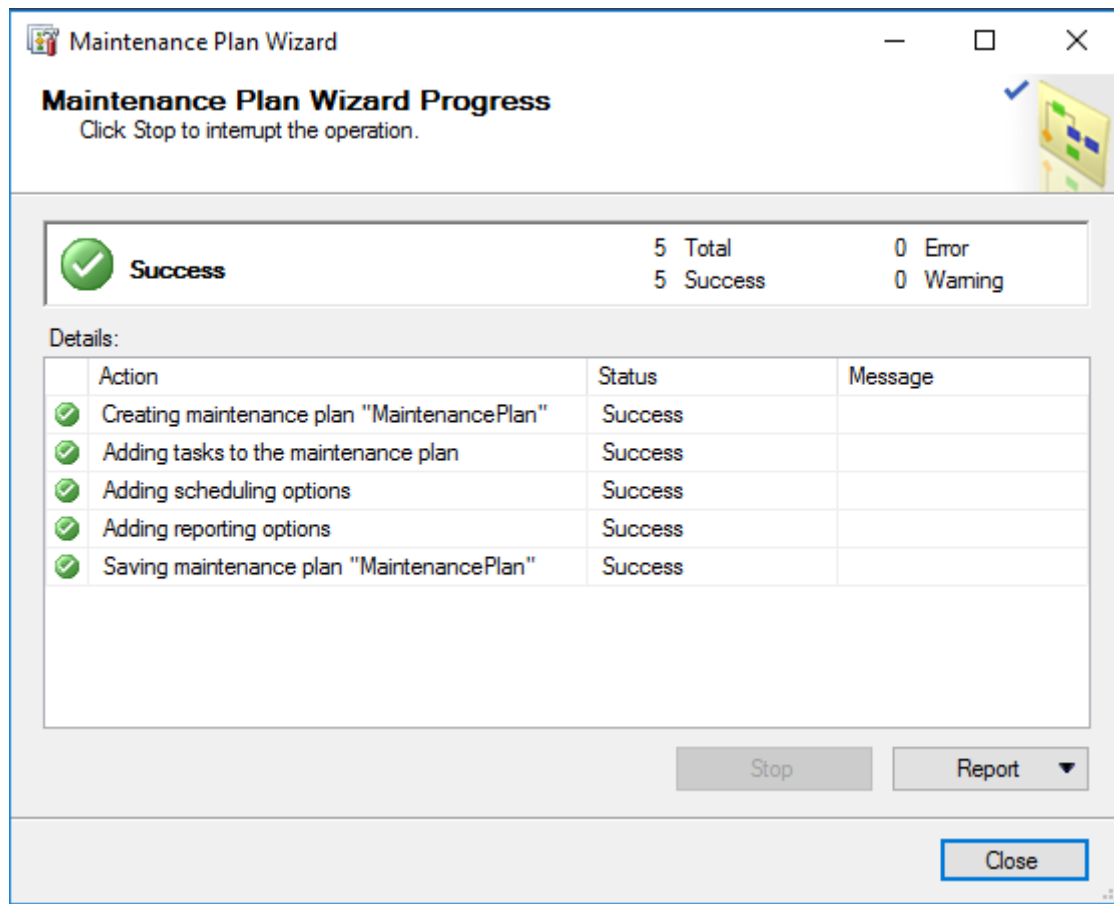 Maintenance Plan Wizard
Maintenance Plan Wizard Progress
Click Stop to interrupt the operation.
Success 5 Total 0 Error
5 Success 0 Warning
Details:
Action Status Message
Creating maintenance plan "MaintenancePlan" Success
Adding tasks to the maintenance plan Success
Adding scheduling options Success
Adding reporting options Success
Saving maintenance plan "MaintenancePlan" Success
Stop Report
Close